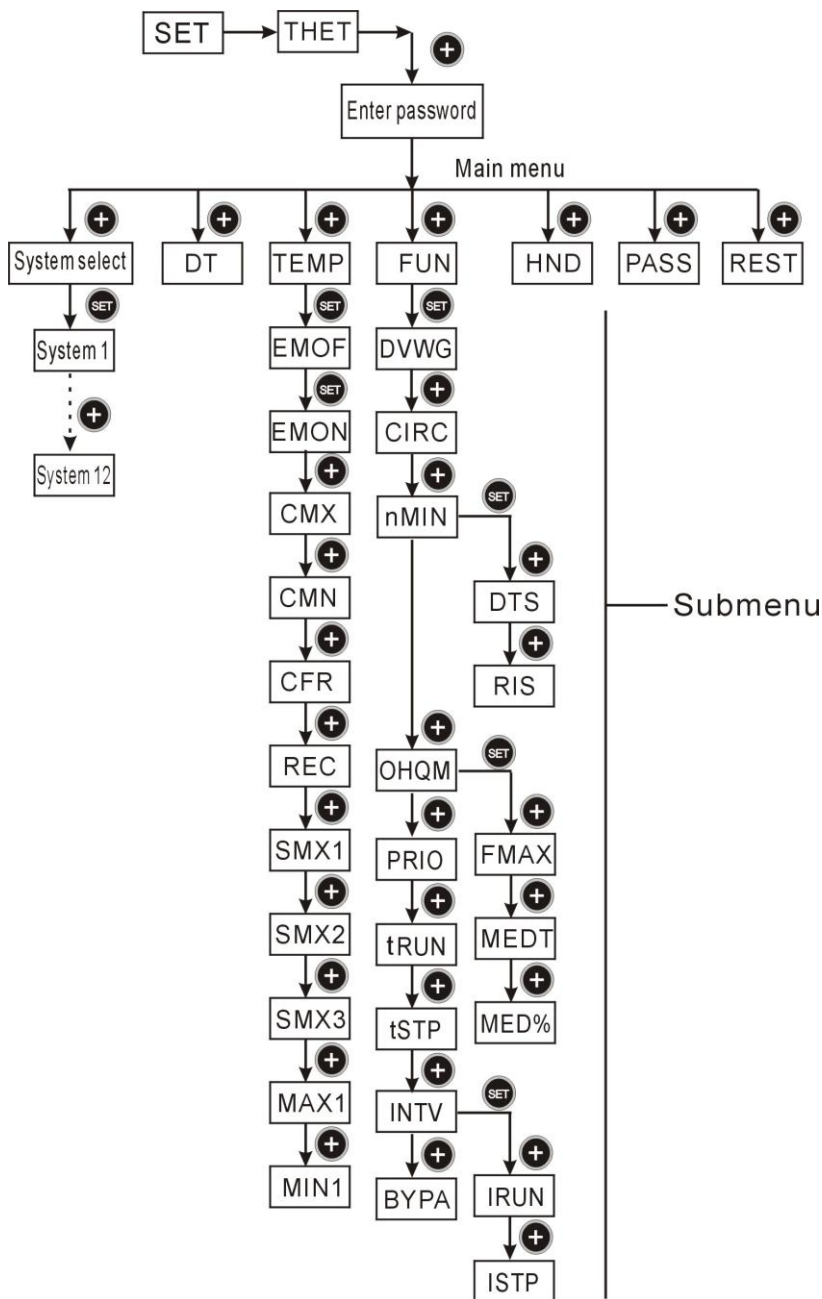 SET THET
+
Enter password
Main menu
+ + + + + + +
System select DT TEMP FUN HND PASS REST
SET SET SET
System 1 EMOF DVWG
+ SET +
System 12 EMON CIRC
+ +
CMX nMIN SET
+ +
CMN DTS
+ +
CFR RIS
+ +
REC OHQM SET
+ + +
SMX1 PRIO FMAX
+ + +
SMX2 tRUN MEDT
+ + +
SMX3 tSTP MED%
+ +
MAX1 INTV SET
+ + +
MIN1 BYPA IRUN
+
ISTP
Submenu